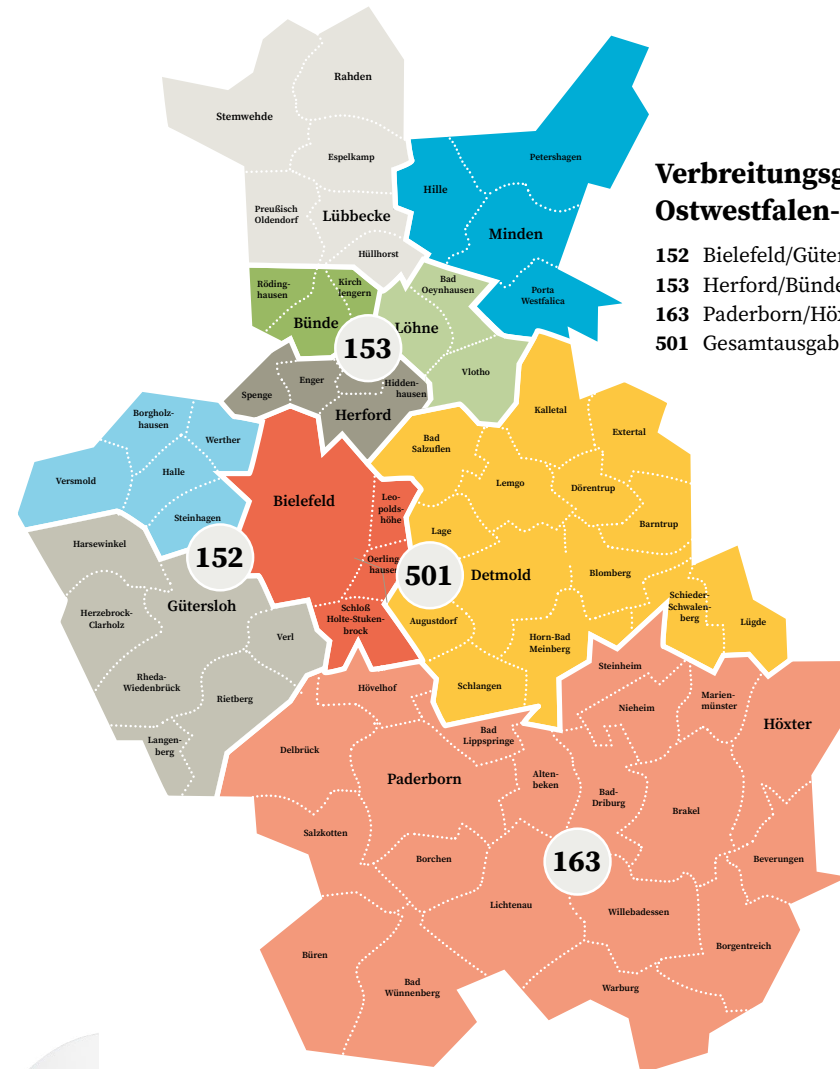 Rahden
Stemwehde
Espelkamp
Petershagen
Hille
Preußisch
Oldendorf
Lübbecke
Minden
Hüllhorst
Verbreitungsg
Ostwestfalen-
152 Bielefeld/Güter
153 Herford/Bünde
163 Paderborn/Höx
501 Gesamtausgab
Röding-
hausen
Kirch
lengern
Bad
Oeynhausen
Porta
Westfalica
Bünde
Löhne
153
Vlotho
Spenge
Enger
Hidden-
hausen
Herford
Kalletal
Extertal
Borgholz-
hausen
Werther
Bad
Salzuflen
Versmold
Halle
Lemgo
Dörentrup
Bielefeld
Leo-
polds-
höhe
Steinhagen
Barntrup
Lage
Harsewinkel
152
Oerling-
hausen
501
Detmold
Blomberg
Gütersloh
Herzebrock-
Clarholz
Schloß
Holte-Stuken-
brock
Augustdorf
Schieder-
Schwalen-
berg
Lügde
Verl
Horn-Bad
Meinberg
Rheda-
Wiedenbrück
Rietberg
Hövelhof
Schlangen
Steinheim
Marien-
münster
Nieheim
Höxter
Langen-
berg
Delbrück
Bad
Lippspringe
Paderborn
Alten-
beken
Bad-
Driburg
Brakel
Salzkotten
Borchen
163
Beverungen
Lichtenau
Willebadessen
Borgentreich
Büren
Bad
Wünnenberg
Warburg